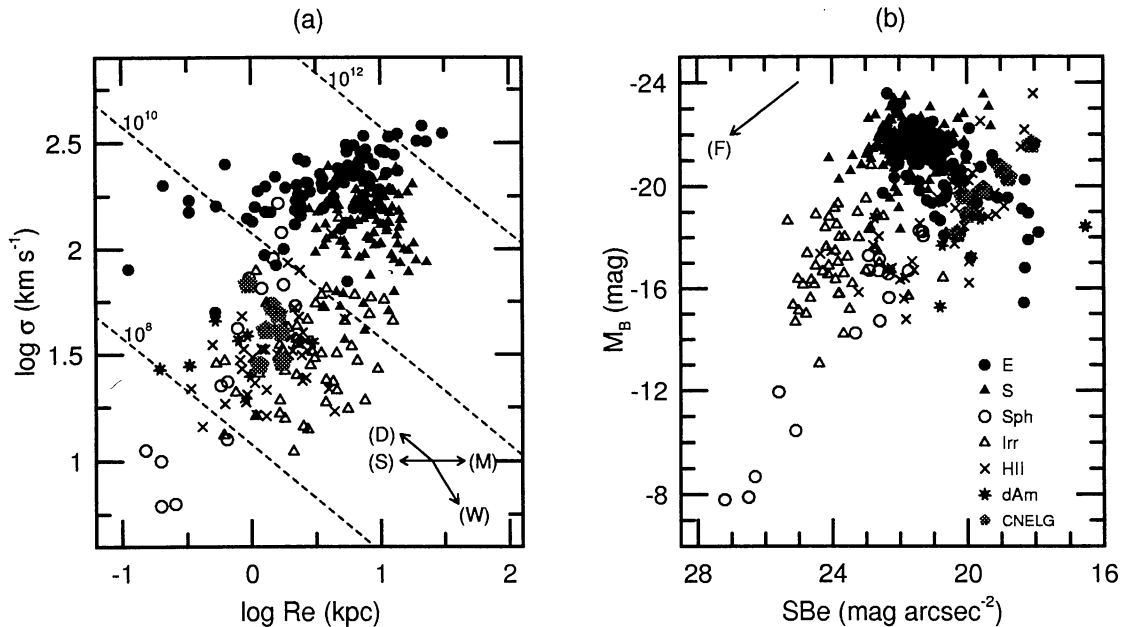 (a)
10^12
10^10
10^8
2.5
2
1.5
1
log σ (km s^-1)
(D)
(S)
(M)
(W)
-1
0
1
2
log Re (kpc)
(b)
-24
-20
-16
-12
-8
M_B (mag)
(F)
E
S
Sph
Irr
HII
dAm
CNELG
28
24
20
16
SBe (mag arcsec^-2)